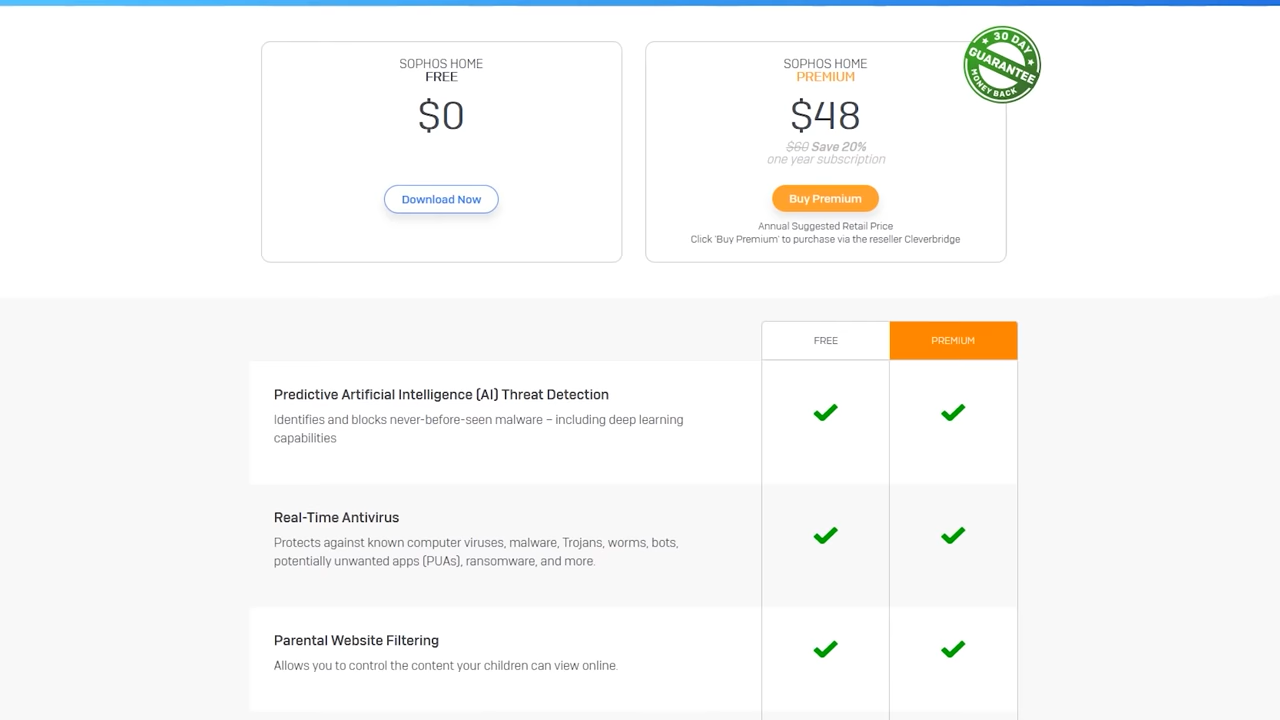 SOPHOS HOME
FREE
$0
Download Now
SOPHOS HOME
PREMIUM
$48
$60 Save 20%
one year subscription
Buy Premium
Annual Suggested Retail Price
Click 'Buy Premium' to purchase via the reseller Cleverbridge
30 DAY
GUARANTEE
MONEY BACK
FREE
PREMIUM
Predictive Artificial Intelligence (AI) Threat Detection
Identifies and blocks never-before-seen malware – including deep learning
capabilities
Real-Time Antivirus
Protects against known computer viruses, malware, Trojans, worms, bots,
potentially unwanted apps (PUAs), ransomware, and more.
Parental Website Filtering
Allows you to control the content your children can view online.